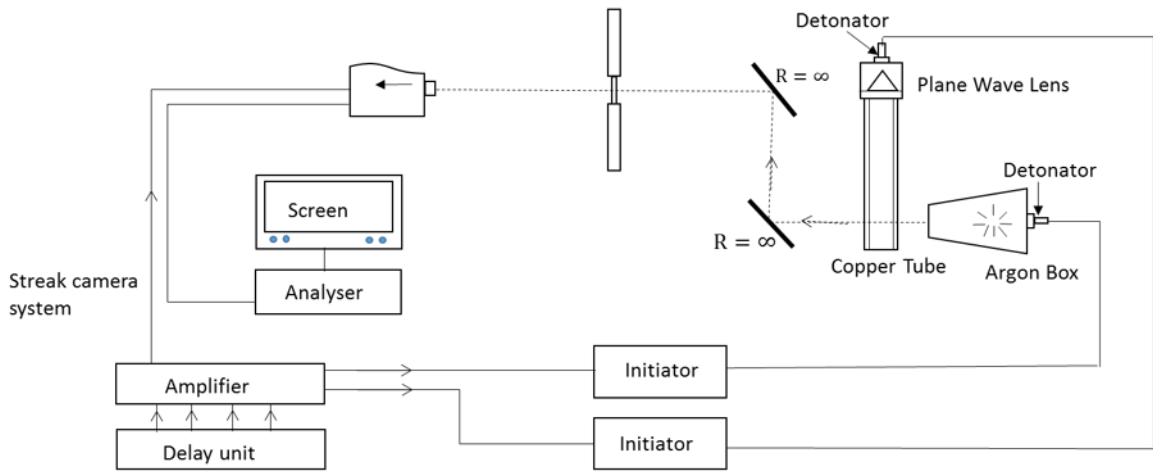 Detonator
R = ∞
Plane Wave Lens
Detonator
Screen
R = ∞
Copper Tube
Argon Box
Streak camera
system
Analyser
Amplifier
Initiator
Delay unit
Initiator